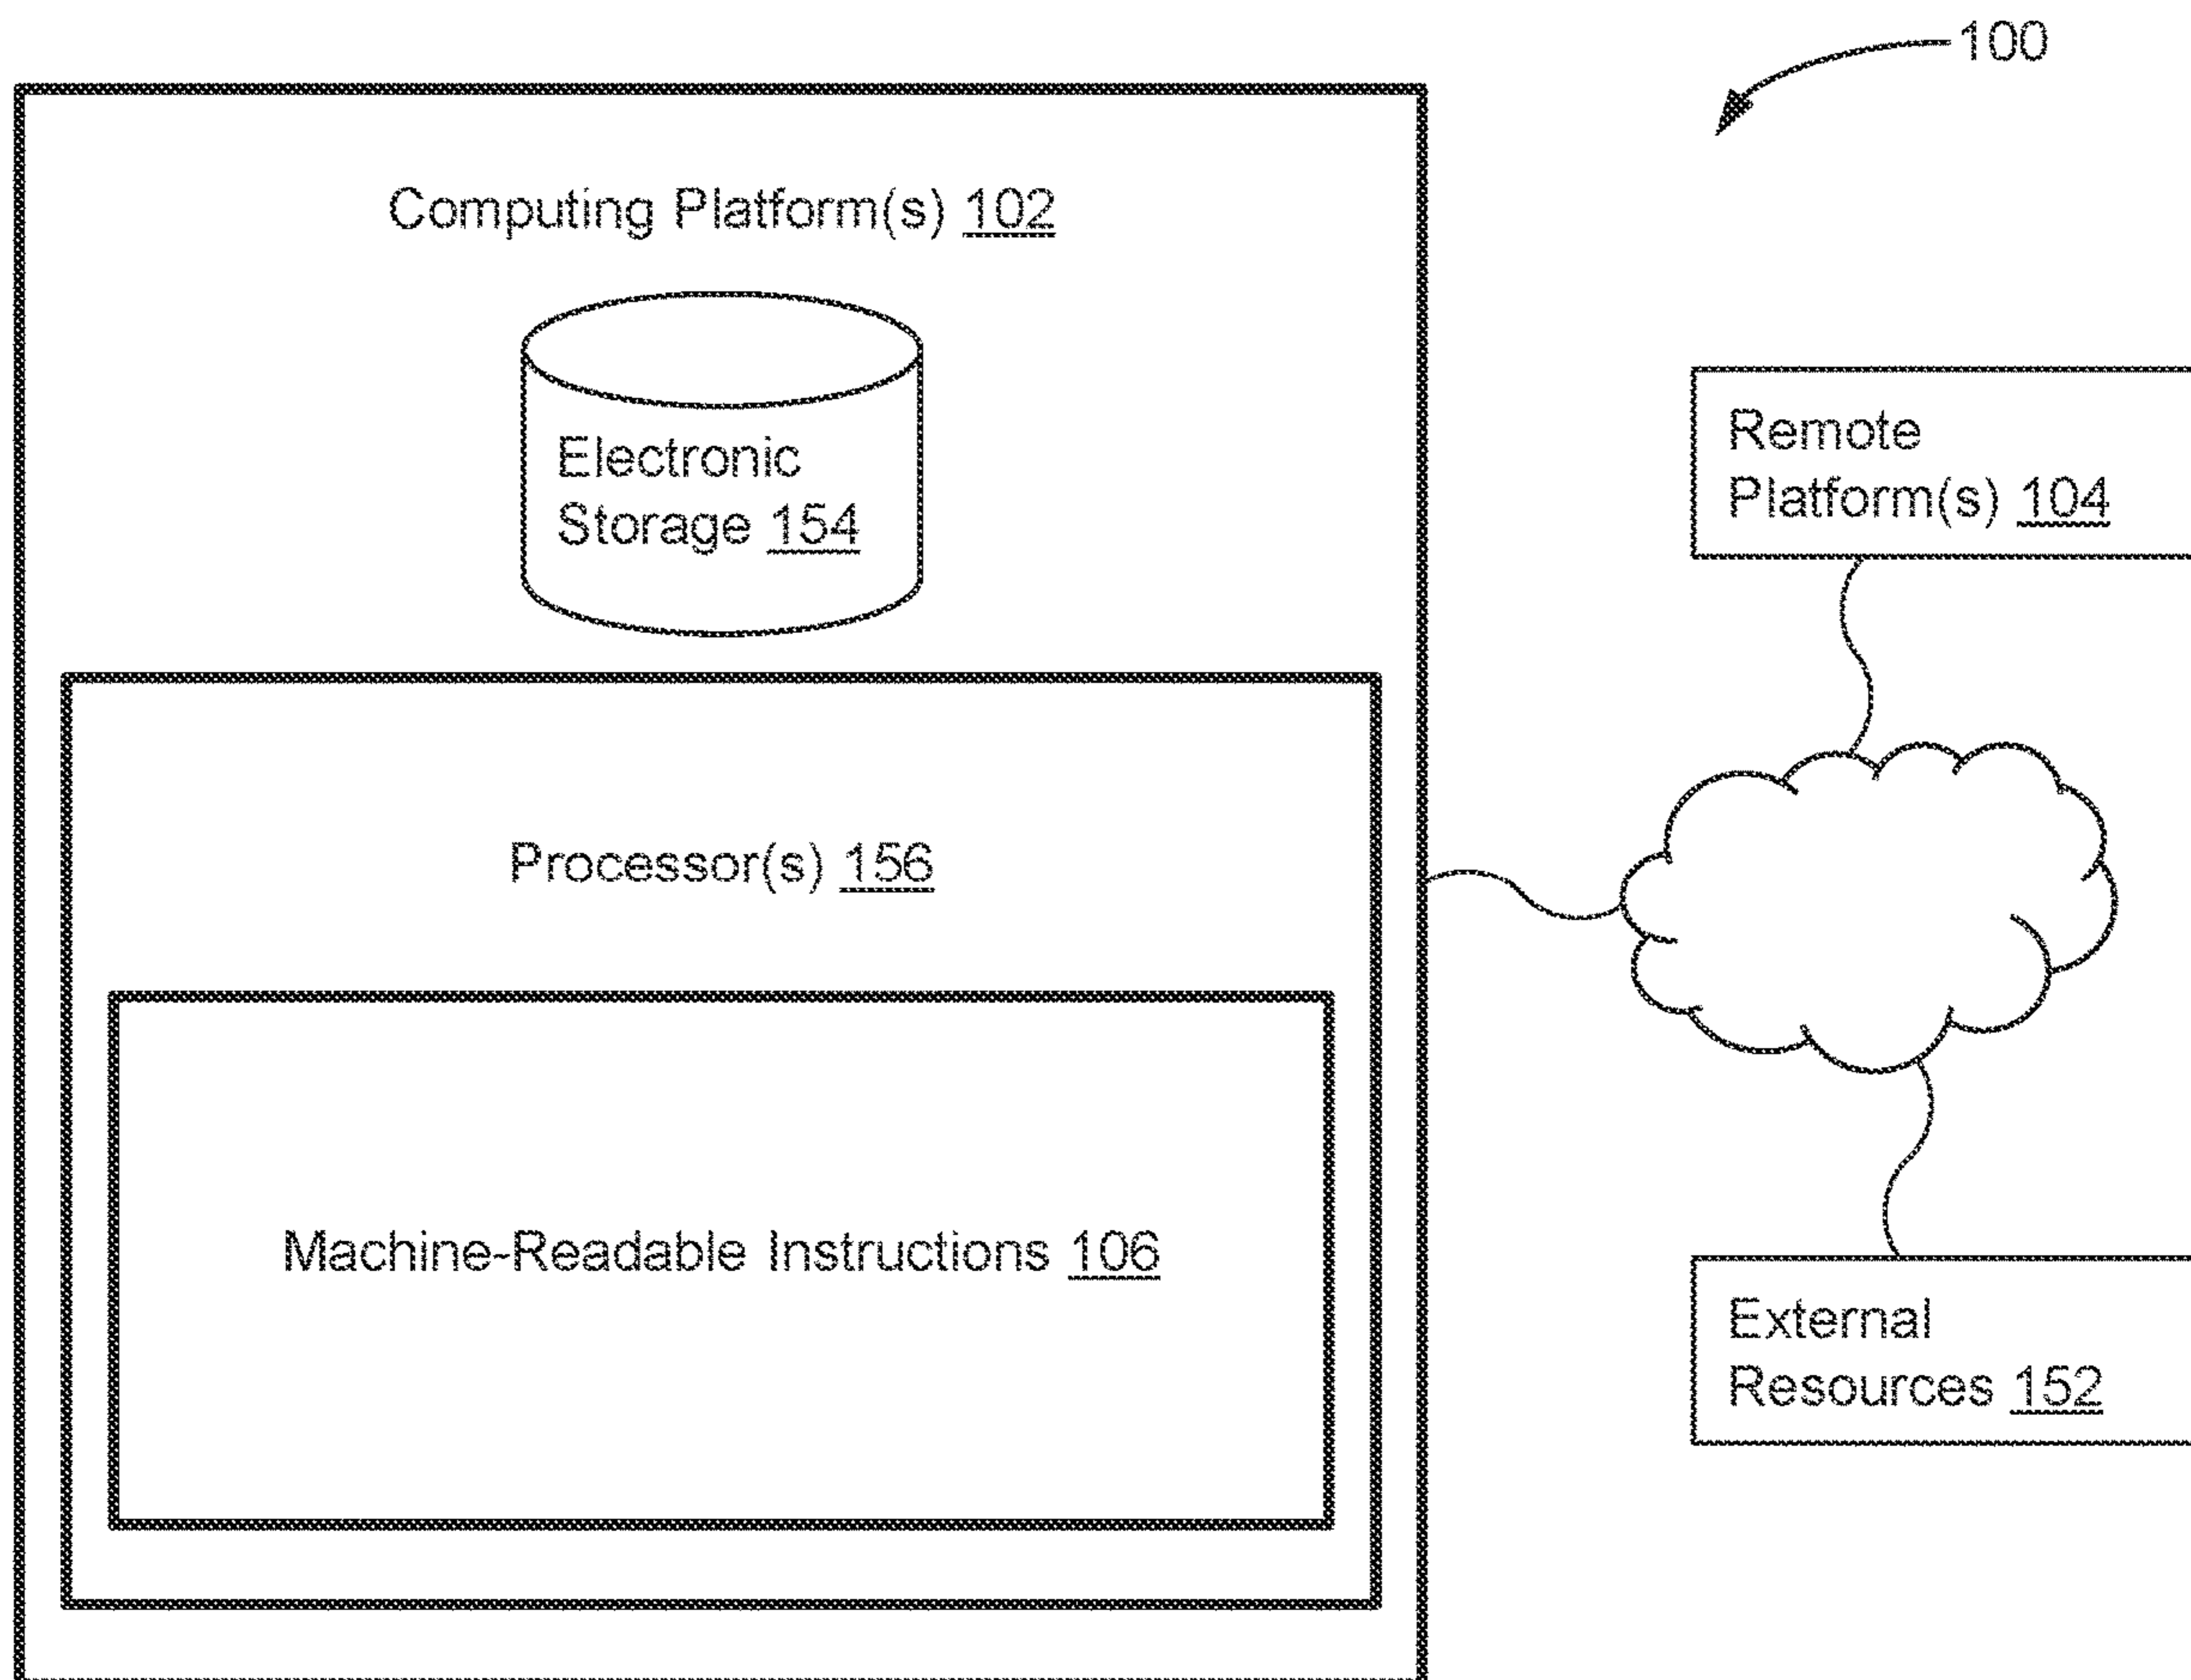 100
Computing Platform(s) 102
Electronic
Storage 154
Remote
Platform(s) 104
Processor(s) 156
Machine-Readable Instructions 106
External
Resources 152